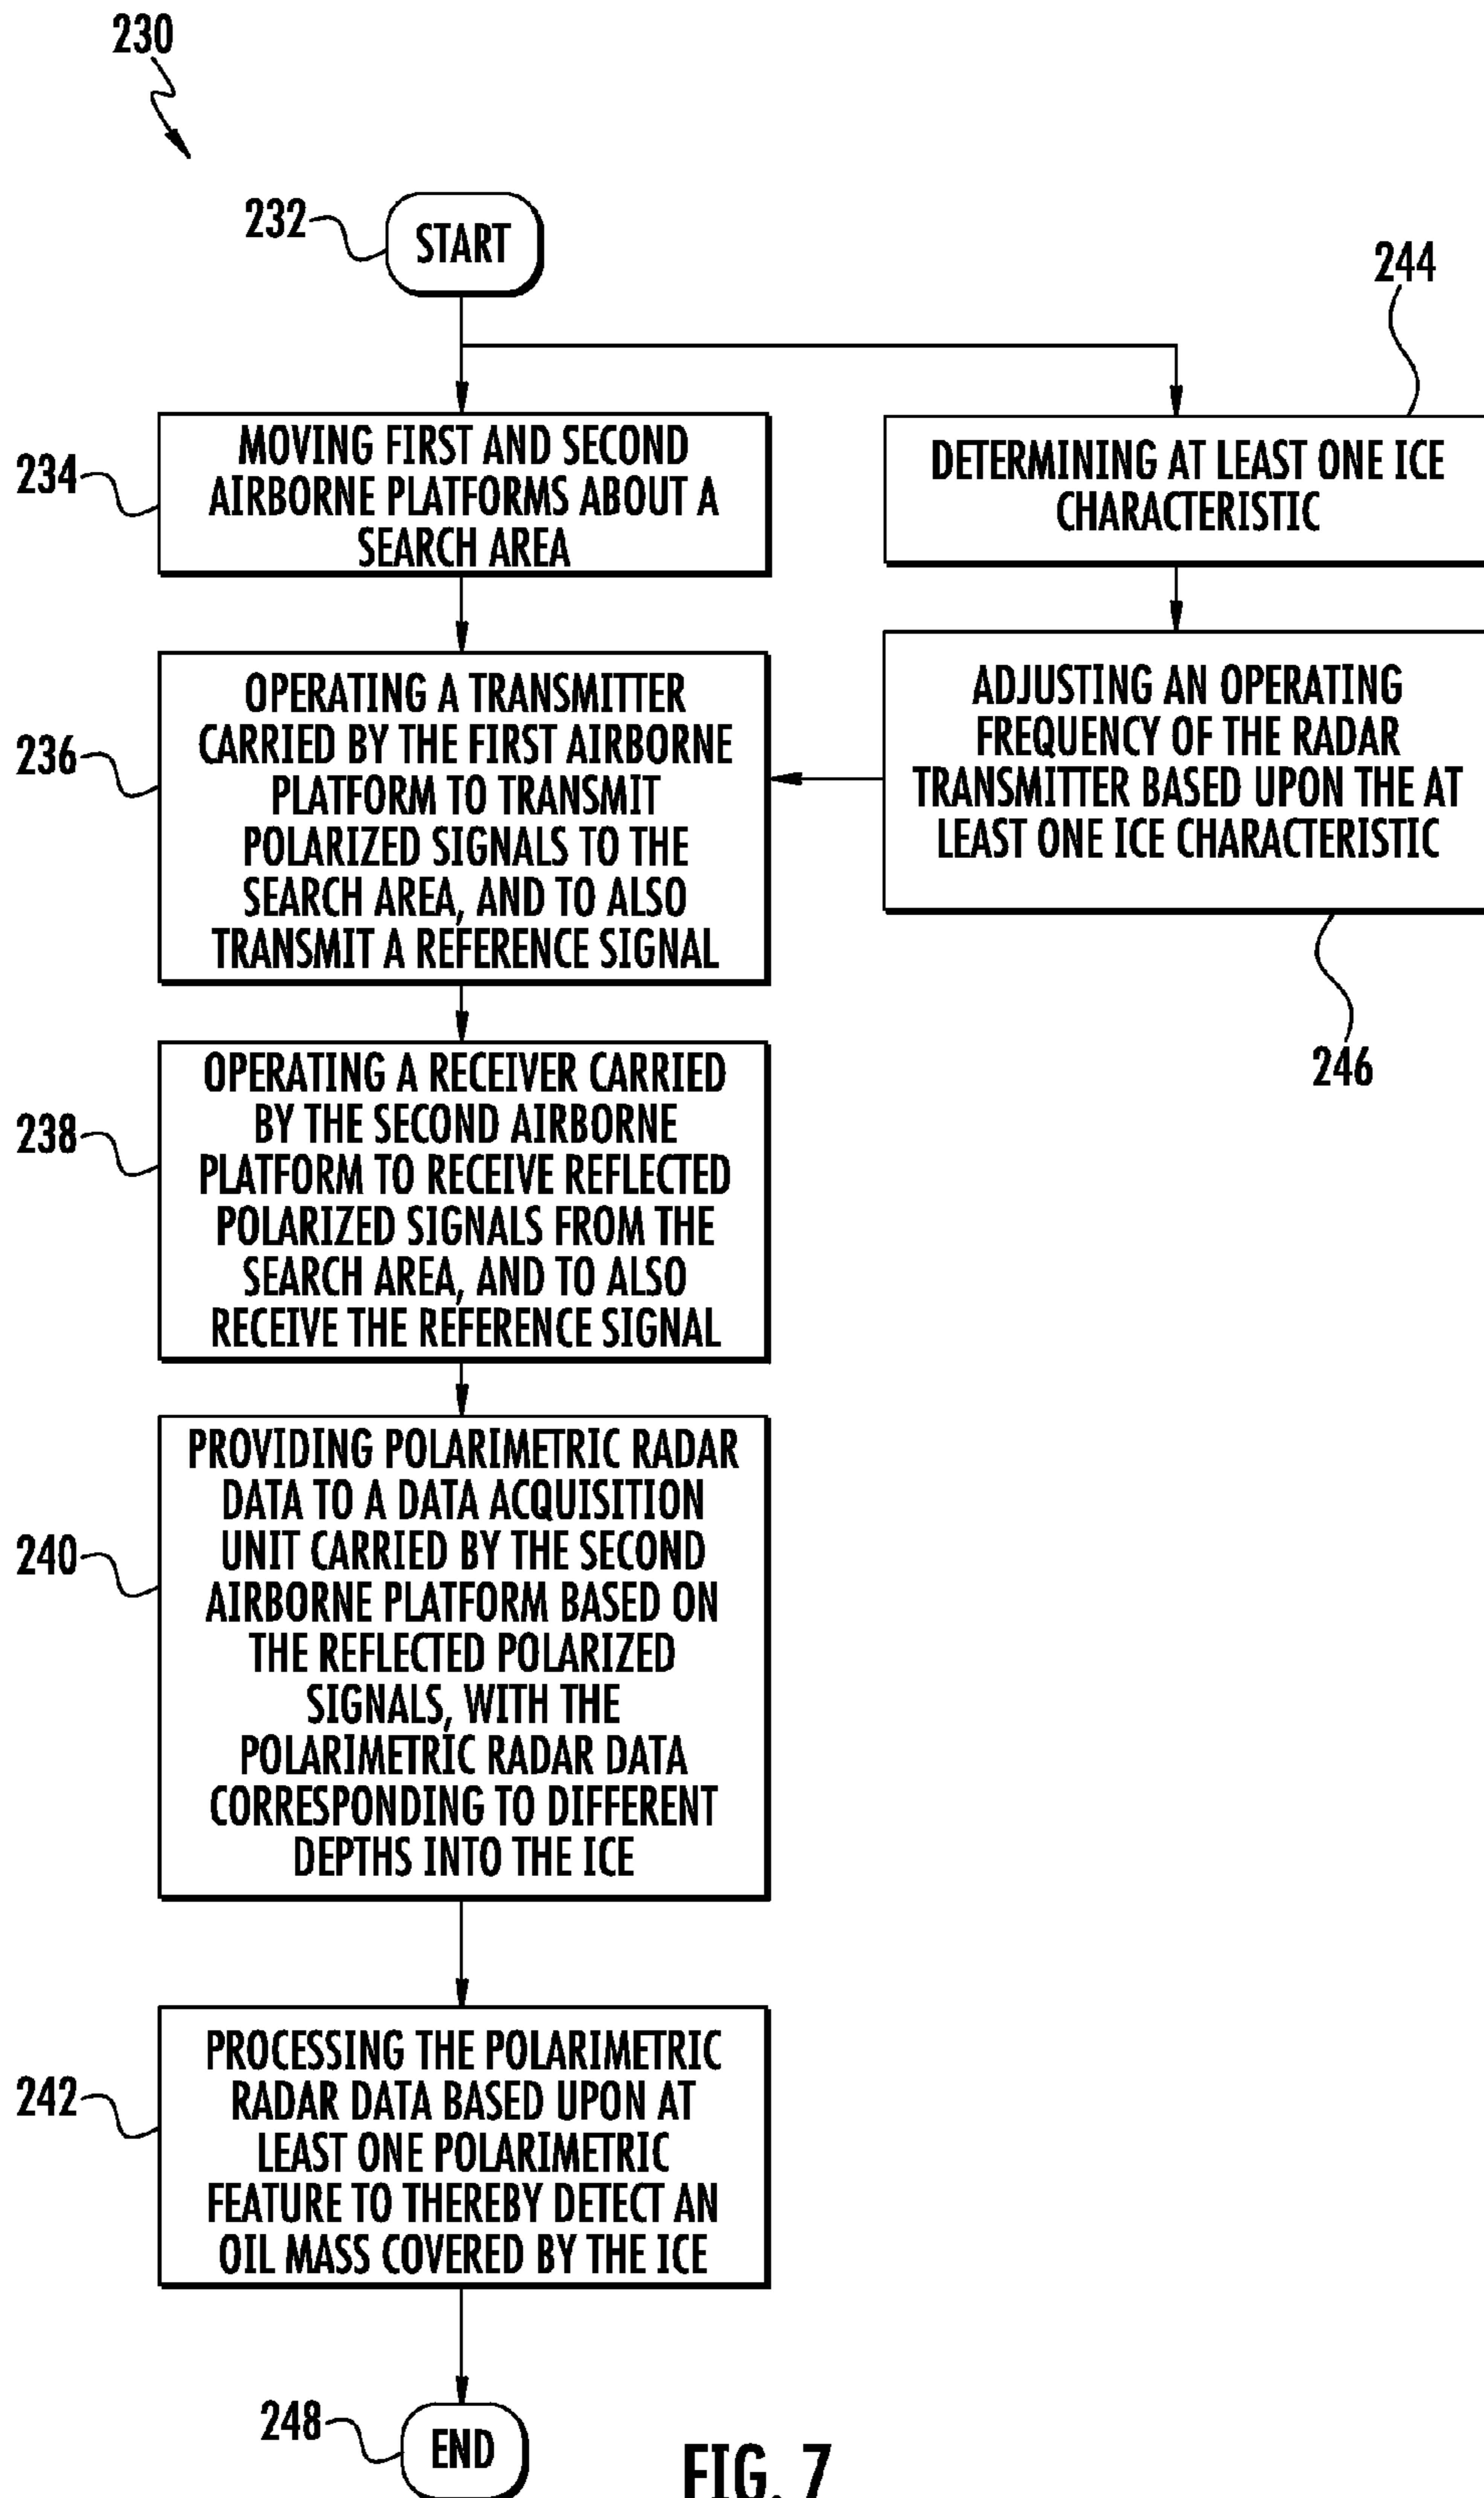 230
232
START
244
234
MOVING FIRST AND SECOND
AIRBORNE PLATFORMS ABOUT A
SEARCH AREA
DETERMINING AT LEAST ONE ICE
CHARACTERISTIC
236
OPERATING A TRANSMITTER
CARRIED BY THE FIRST AIRBORNE
PLATFORM TO TRANSMIT
POLARIZED SIGNALS TO THE
SEARCH AREA, AND TO ALSO
TRANSMIT A REFERENCE SIGNAL
ADJUSTING AN OPERATING
FREQUENCY OF THE RADAR
TRANSMITTER BASED UPON THE AT
LEAST ONE ICE CHARACTERISTIC
246
238
OPERATING A RECEIVER CARRIED
BY THE SECOND AIRBORNE
PLATFORM TO RECEIVE REFLECTED
POLARIZED SIGNALS FROM THE
SEARCH AREA, AND TO ALSO
RECEIVE THE REFERENCE SIGNAL
240
PROVIDING POLARIMETRIC RADAR
DATA TO A DATA ACQUISITION
UNIT CARRIED BY THE SECOND
AIRBORNE PLATFORM BASED ON
THE REFLECTED POLARIZED
SIGNALS, WITH THE
POLARIMETRIC RADAR DATA
CORRESPONDING TO DIFFERENT
DEPTHS INTO THE ICE
242
PROCESSING THE POLARIMETRIC
RADAR DATA BASED UPON AT
LEAST ONE POLARIMETRIC
FEATURE TO THEREBY DETECT AN
OIL MASS COVERED BY THE ICE
248
END
FIG. 7